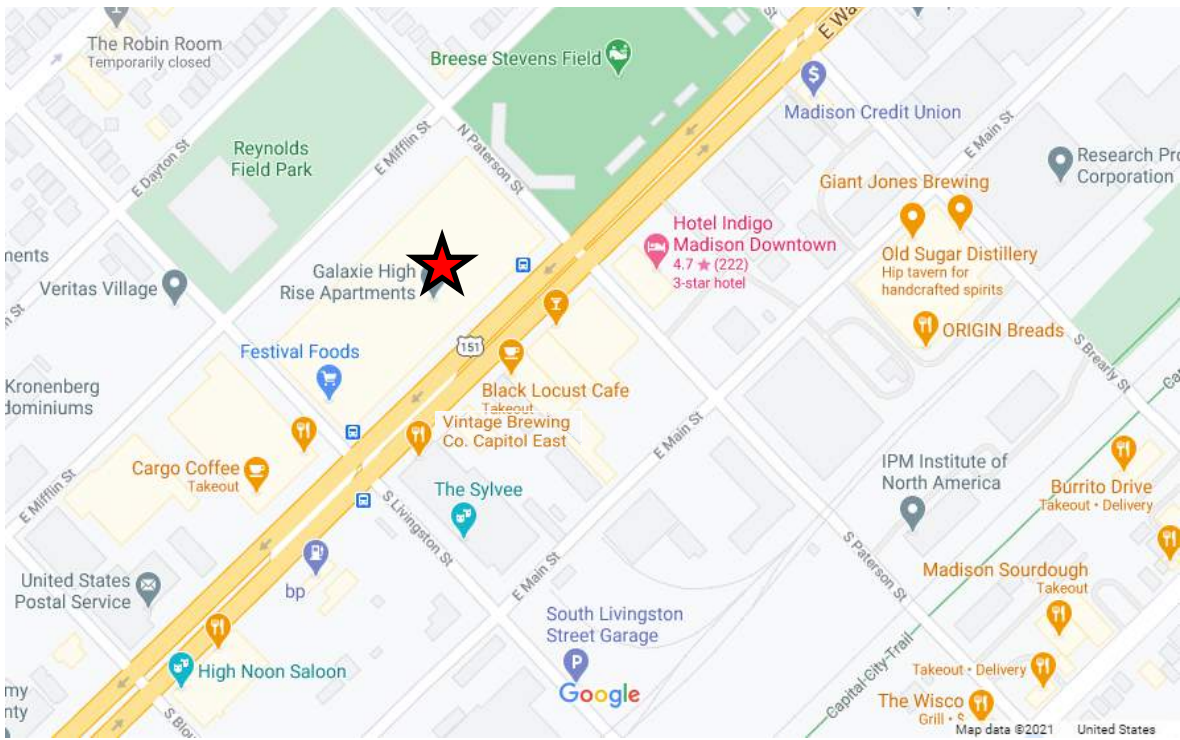 The Robin Room
Temporarily closed
Breese Stevens Field
E Wa
Madison Credit Union
E Main St
Research Pro
Corporation
Reynolds
Field Park
E Mifflin St
N Paterson St
E Dayton St
Giant Jones Brewing
Hotel Indigo
Madison Downtown
4.7 ★ (222)
3-star hotel
Old Sugar Distillery
Hip tavern for
handcrafted spirits
ments
Veritas Village
Galaxie High
Rise Apartments
ORIGIN Breads
S Brearly St
151
Festival Foods
Kronenberg
dominiums
Black Locust Cafe
Takeout
Vintage Brewing
Co. Capitol East
E Main St
Cargo Coffee
Takeout
IPM Institute of
North America
Burrito Drive
Takeout • Delivery
The Sylvee
E Mifflin St
S Livingston St
S Paterson St
E Main St
United States
Postal Service
bp
Madison Sourdough
Takeout
South Livingston
Street Garage
P
High Noon Saloon
Takeout • Delivery
Capital-City-Trail
my
nty
Google
The Wisco
Grill • $
S Blou
Map data ©2021
United States